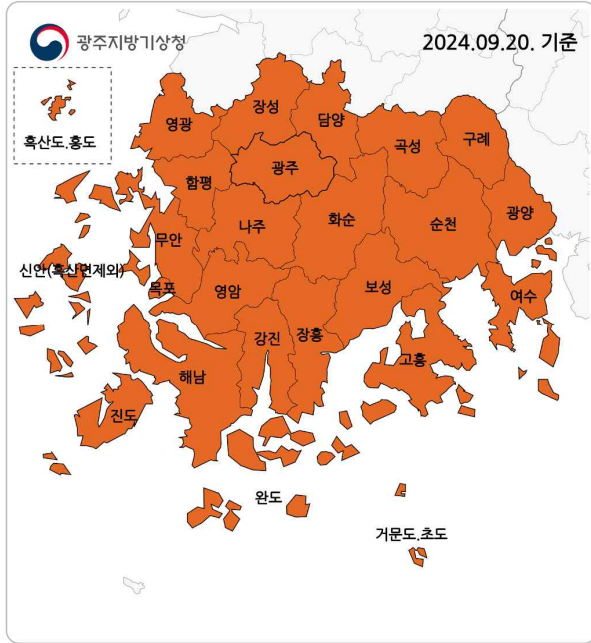 광주지방기상청
2024.09.20. 기준
흑산도.홍도
영광
장성
담양
곡성
구례
함평
광주
나주
화순
순천
광양
무안
신안(흑산면제외)
목포
영암
보성
여수
강진
장흥
고흥
해남
진도
완도
거문도.초도